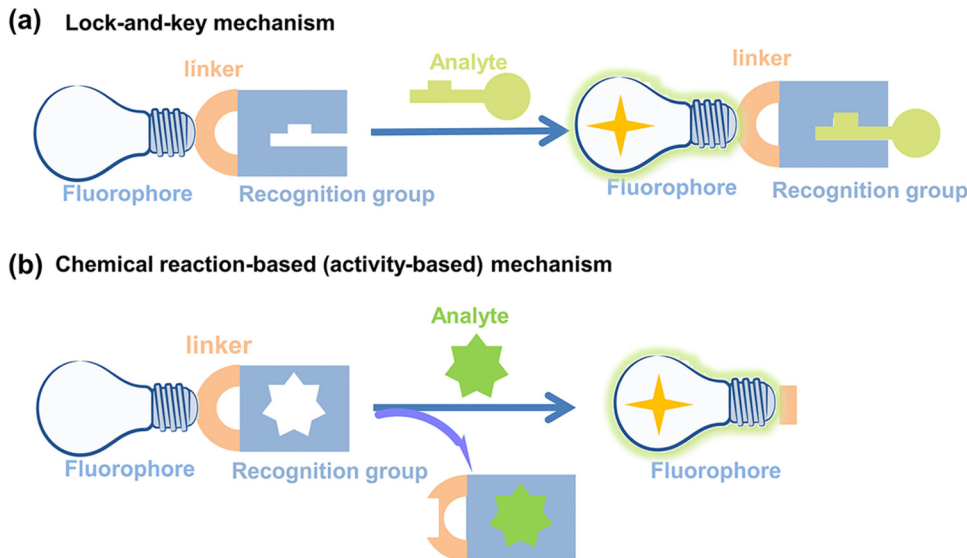 (a) Lock-and-key mechanism
linker
Analyte
linker
Fluorophore
Recognition group
Fluorophore
Recognition group
(b) Chemical reaction-based (activity-based) mechanism
Analyte
linker
Fluorophore
Recognition group
Fluorophore